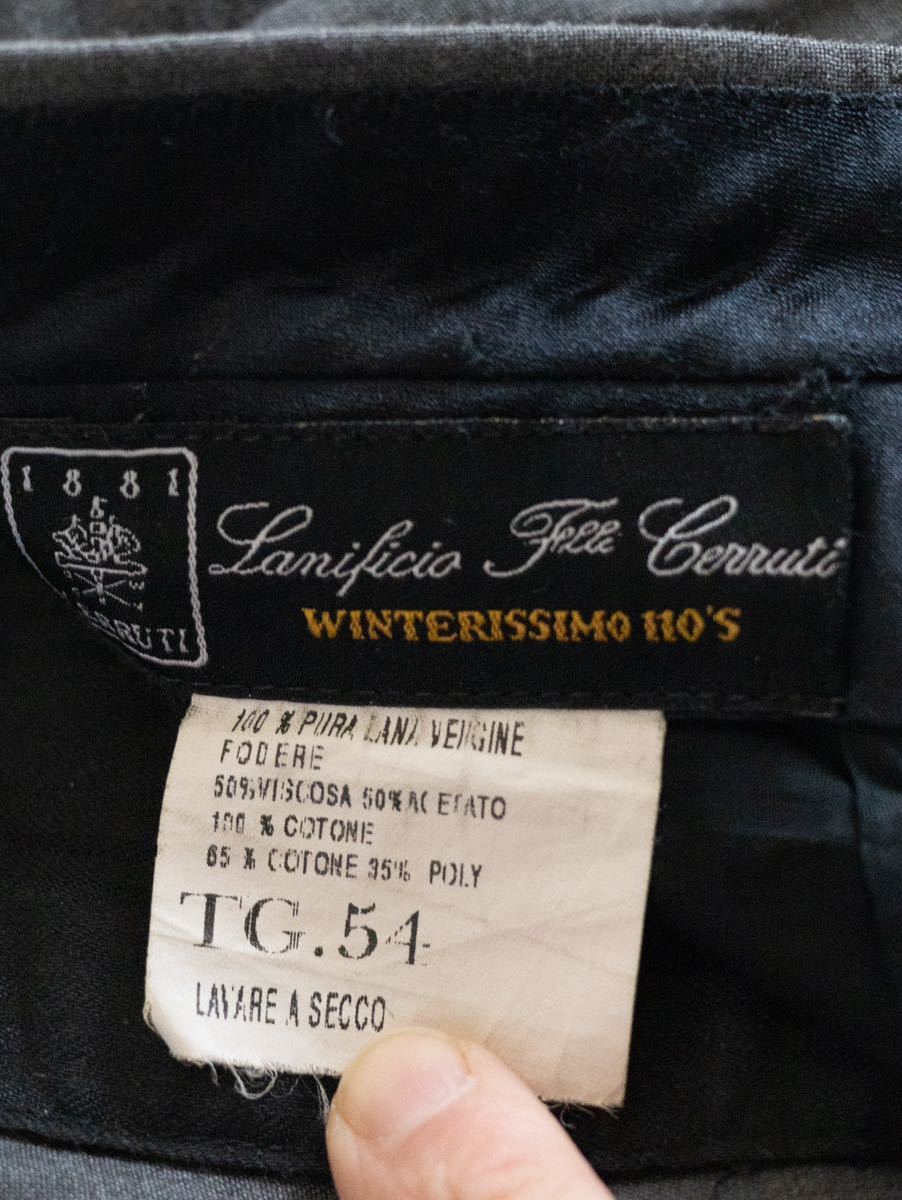 1881
CERRUTI
Lanificio F.lli Cerruti
WINTERISSIMO 110'S
100 % PURA LANA VERGINE
FODERE
50% VISCOSA 50% ACETATO
100 % COTONE
65 % COTONE 35% POLY
TG.54
LAVARE A SECCO